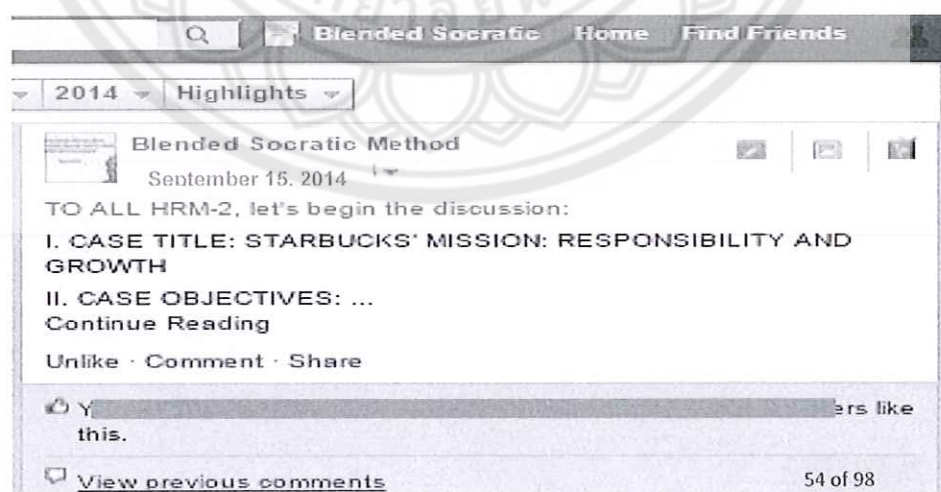 Blended Socratic Home Find Friends
2014 Highlights
Blended Socratic Method
September 15, 2014
TO ALL HRM-2, let's begin the discussion:
I. CASE TITLE: STARBUCKS' MISSION: RESPONSIBILITY AND
GROWTH
II. CASE OBJECTIVES: ...
Continue Reading
Unlike · Comment · Share
Y ers like
this.
View previous comments 54 of 98